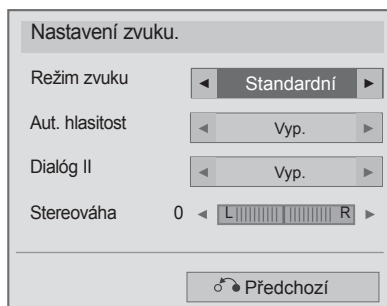 Nastavení zvuku.
Režim zvuku ◄ Standardní ►
Aut. hlasitost ◄ Vyp. ►
Dialóg II ◄ Vyp. ►
Stereováha 0 ◄ L R ►
Předchozí